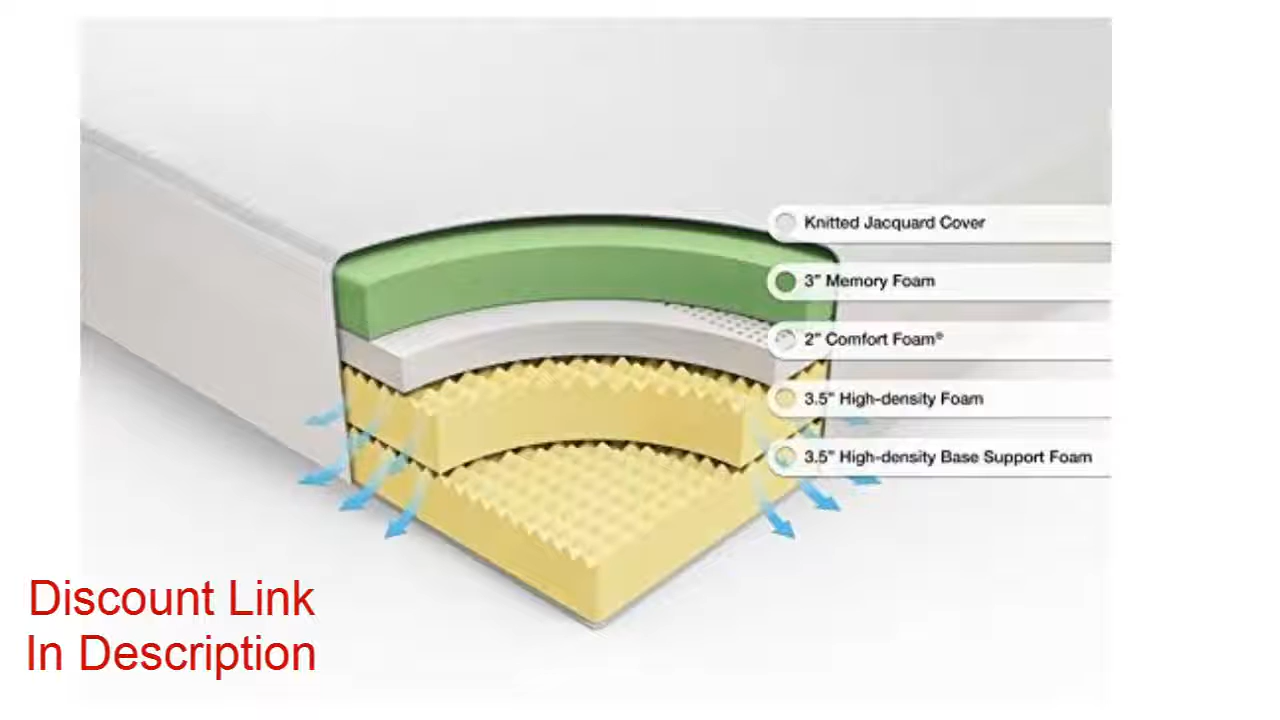 Knitted Jacquard Cover
3" Memory Foam
2" Comfort Foam®
3.5" High-density Foam
3.5" High-density Base Support Foam
Discount Link
In Description